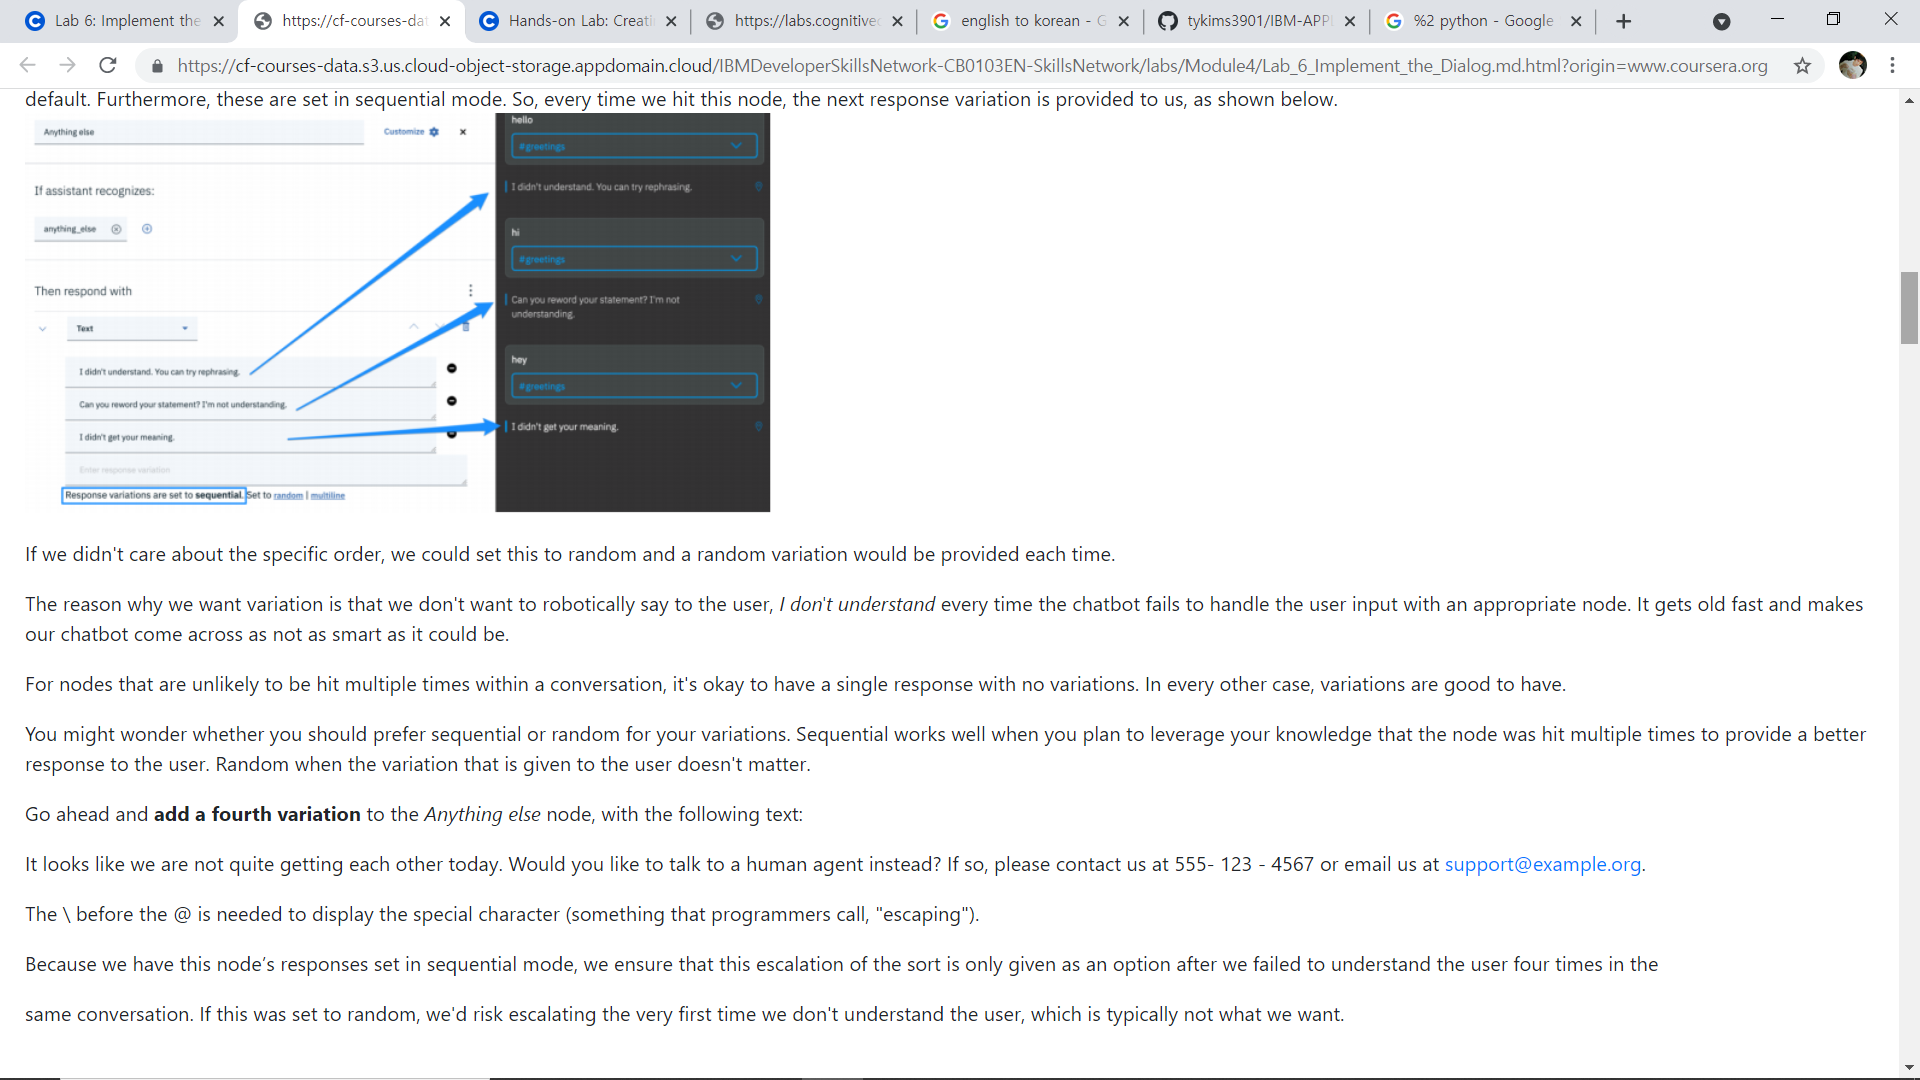 Lab 6: Implement the
https://cf-courses-dat
Hands-on Lab: Creati
https://labs.cognitivec
english to korean - G
tykims3901/IBM-APPL
%2 python - Google
https://cf-courses-data.s3.us.cloud-object-storage.appdomain.cloud/IBMDeveloperSkillsNetwork-CB0103EN-SkillsNetwork/labs/Module4/Lab_6_Implement_the_Dialog.md.html?origin=www.coursera.org
default. Furthermore, these are set in sequential mode. So, every time we hit this node, the next response variation is provided to us, as shown below.
Anything else
Customize
If assistant recognizes:
anything_else
Then respond with
Text
I didn't understand. You can try rephrasing.
Can you reword your statement? I'm not understanding.
I didn't get your meaning.
Enter response variation
Response variations are set to sequential. Set to random | multiline
hello
#greetings
I didn't understand. You can try rephrasing.
hi
#greetings
Can you reword your statement? I'm not
understanding.
hey
#greetings
I didn't get your meaning.
If we didn't care about the specific order, we could set this to random and a random variation would be provided each time.
The reason why we want variation is that we don't want to robotically say to the user, I don't understand every time the chatbot fails to handle the user input with an appropriate node. It gets old fast and makes
our chatbot come across as not as smart as it could be.
For nodes that are unlikely to be hit multiple times within a conversation, it's okay to have a single response with no variations. In every other case, variations are good to have.
You might wonder whether you should prefer sequential or random for your variations. Sequential works well when you plan to leverage your knowledge that the node was hit multiple times to provide a better
response to the user. Random when the variation that is given to the user doesn't matter.
Go ahead and add a fourth variation to the Anything else node, with the following text:
It looks like we are not quite getting each other today. Would you like to talk to a human agent instead? If so, please contact us at 555- 123 - 4567 or email us at support@example.org.
The \ before the @ is needed to display the special character (something that programmers call, "escaping").
Because we have this node’s responses set in sequential mode, we ensure that this escalation of the sort is only given as an option after we failed to understand the user four times in the
same conversation. If this was set to random, we'd risk escalating the very first time we don't understand the user, which is typically not what we want.